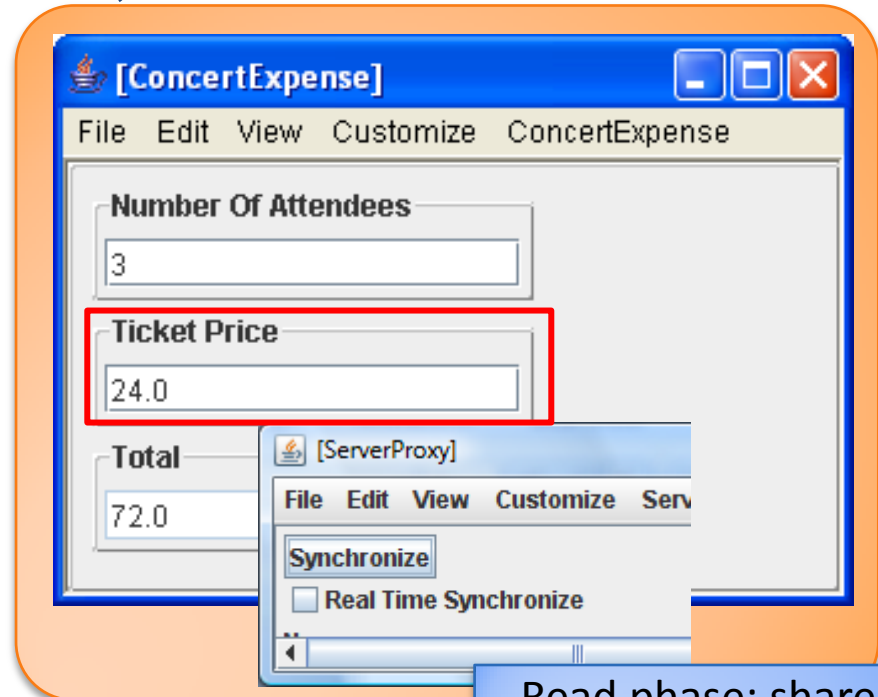 [ConcertExpense]
File Edit View Customize ConcertExpense
Number Of Attendees
3
Ticket Price
24.0
Total
72.0
[ServerProxy]
File Edit View Customize
Synchronize
Real Time Synchronize
Read phase: share